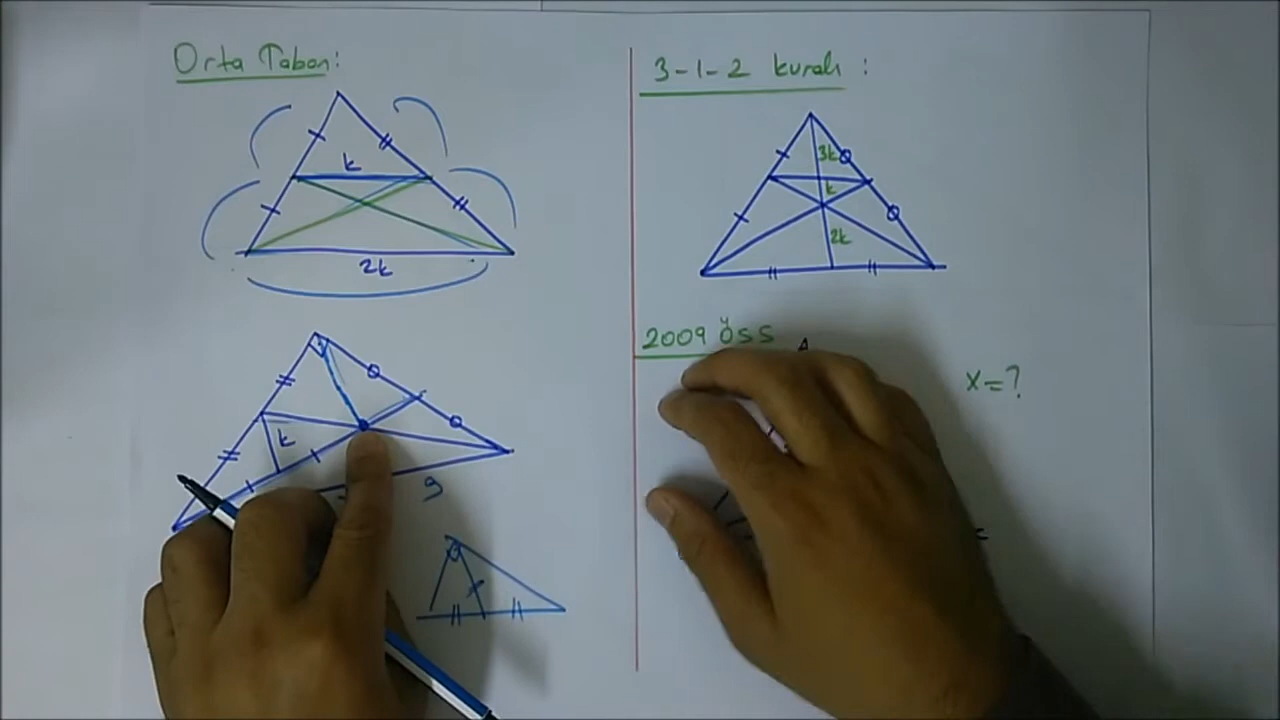 Orta Taban:
k
2k
k
9
3-1-2 kuralı :
3k
k
2k
2009 ÖSS
A
x=?
c